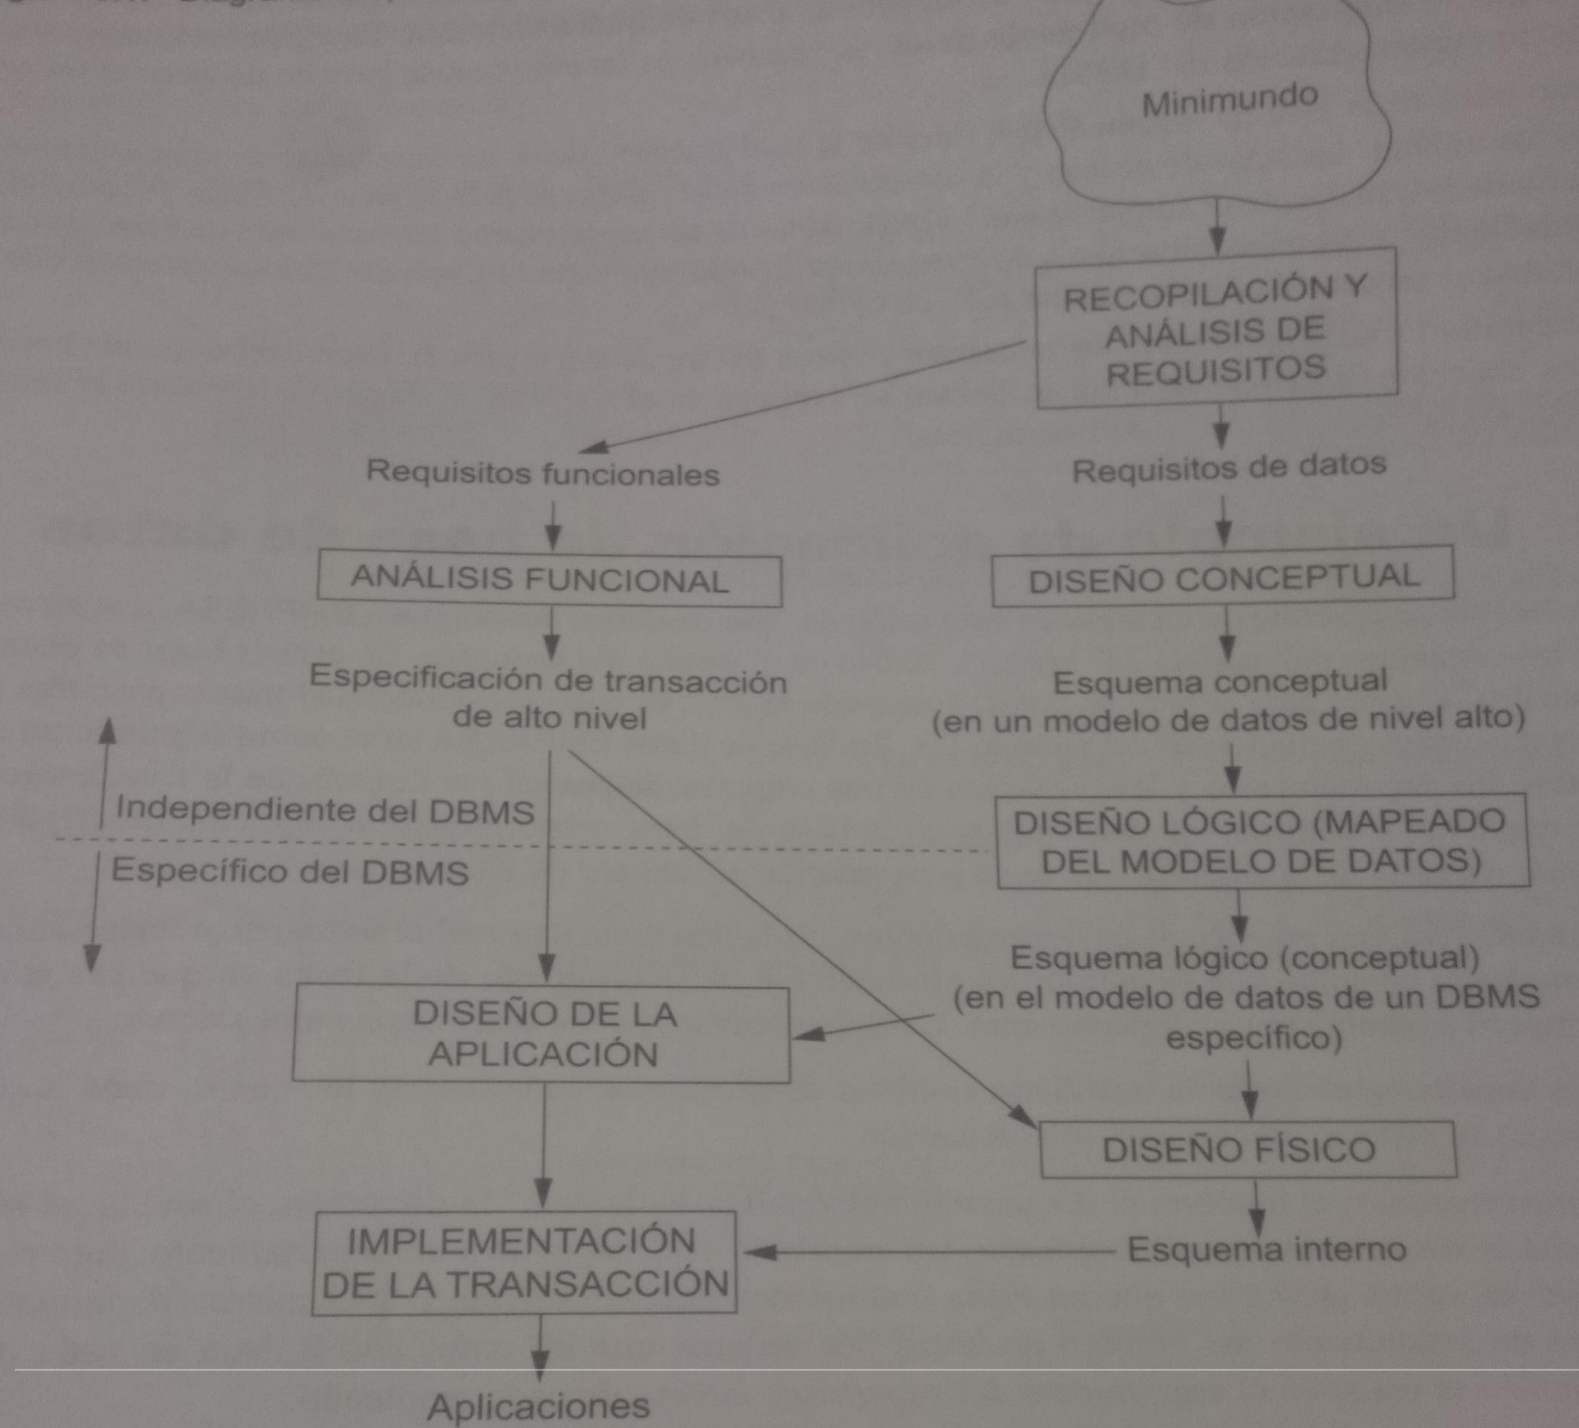 Minimundo
RECOPILACIÓN Y
ANÁLISIS DE
REQUISITOS
Requisitos funcionales
Requisitos de datos
ANÁLISIS FUNCIONAL
DISEÑO CONCEPTUAL
Especificación de transacción
de alto nivel
Esquema conceptual
(en un modelo de datos de nivel alto)
Independiente del DBMS
Específico del DBMS
DISEÑO LÓGICO (MAPEADO
DEL MODELO DE DATOS)
Esquema lógico (conceptual)
(en el modelo de datos de un DBMS
específico)
DISEÑO DE LA
APLICACIÓN
DISEÑO FÍSICO
IMPLEMENTACIÓN
DE LA TRANSACCIÓN
Esquema interno
Aplicaciones